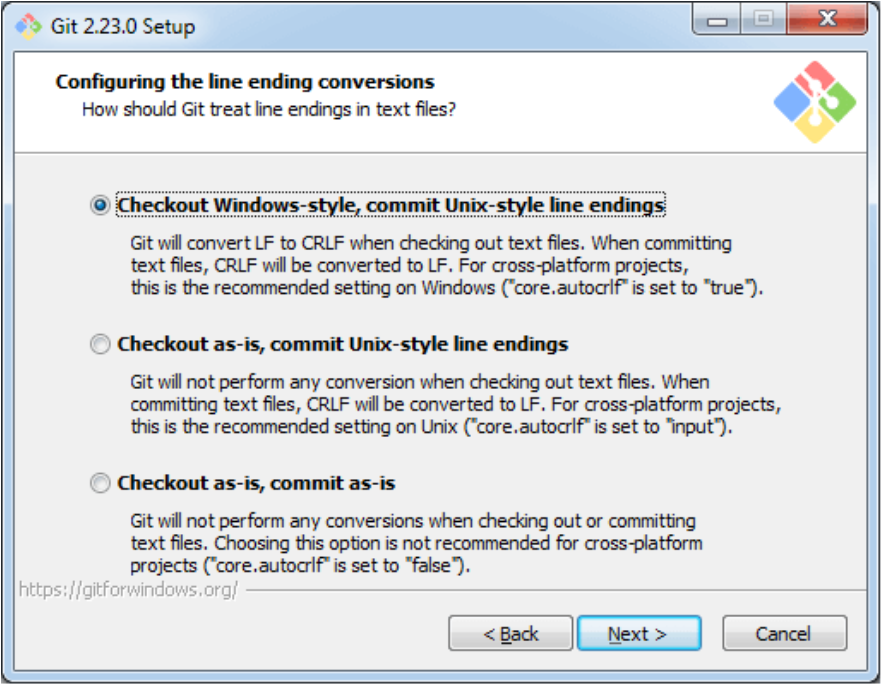 Git 2.23.0 Setup
Configuring the line ending conversions
How should Git treat line endings in text files?
Checkout Windows-style, commit Unix-style line endings
Git will convert LF to CRLF when checking out text files. When committing
text files, CRLF will be converted to LF. For cross-platform projects,
this is the recommended setting on Windows ("core.autocrlf" is set to "true").
Checkout as-is, commit Unix-style line endings
Git will not perform any conversion when checking out text files. When
committing text files, CRLF will be converted to LF. For cross-platform projects,
this is the recommended setting on Unix ("core.autocrlf" is set to "input").
Checkout as-is, commit as-is
Git will not perform any conversions when checking out or committing
text files. Choosing this option is not recommended for cross-platform
projects ("core.autocrlf" is set to "false").
https://gitforwindows.org/
< Back
Next >
Cancel